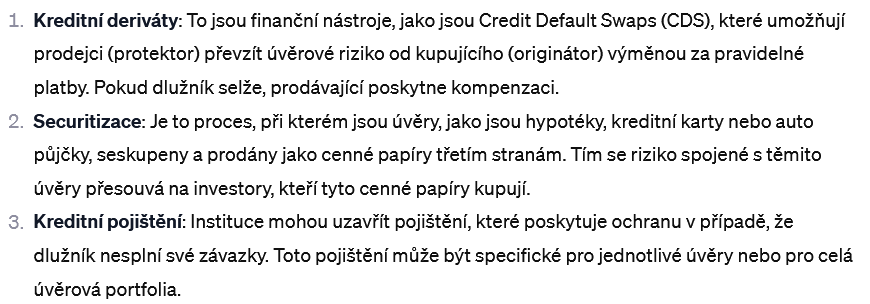 1. Kreditní deriváty: To jsou finanční nástroje, jako jsou Credit Default Swaps (CDS), které umožňují
prodejci (protektor) převzít úvěrové riziko od kupujícího (originátor) výměnou za pravidelné
platby. Pokud dlužník selže, prodávající poskytne kompenzaci.
2. Securitizace: Je to proces, při kterém jsou úvěry, jako jsou hypotéky, kreditní karty nebo auto
půjčky, seskupeny a prodány jako cenné papíry třetím stranám. Tím se riziko spojené s těmito
úvěry přesouvá na investory, kteří tyto cenné papíry kupují.
3. Kreditní pojištění: Instituce mohou uzavřít pojištění, které poskytuje ochranu v případě, že
dlužník nesplní své závazky. Toto pojištění může být specifické pro jednotlivé úvěry nebo pro celá
úvěrová portfolia.